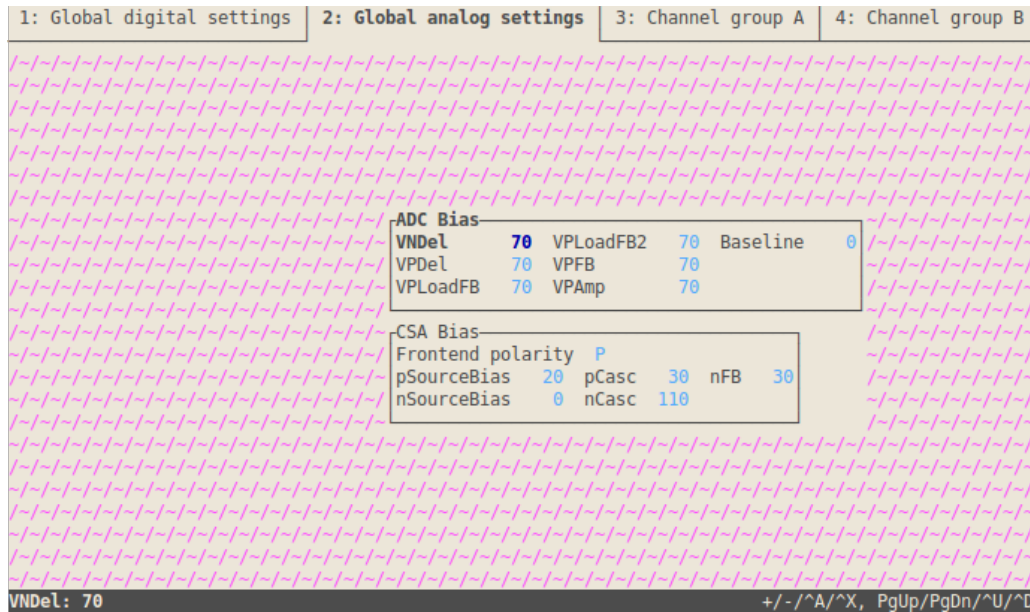 1: Global digital settings 2: Global analog settings 3: Channel group A 4: Channel group B
ADC Bias
VNDel 70 VPLoadFB2 70 Baseline 0
VPDel 70 VPFB 70
VPLoadFB 70 VPAmp 70
CSA Bias
Frontend polarity P
pSourceBias 20 pCasc 30 nFB 30
nSourceBias 0 nCasc 110
VNDel: 70 +/-/^A/^X, PgUp/PgDn/^U/^D